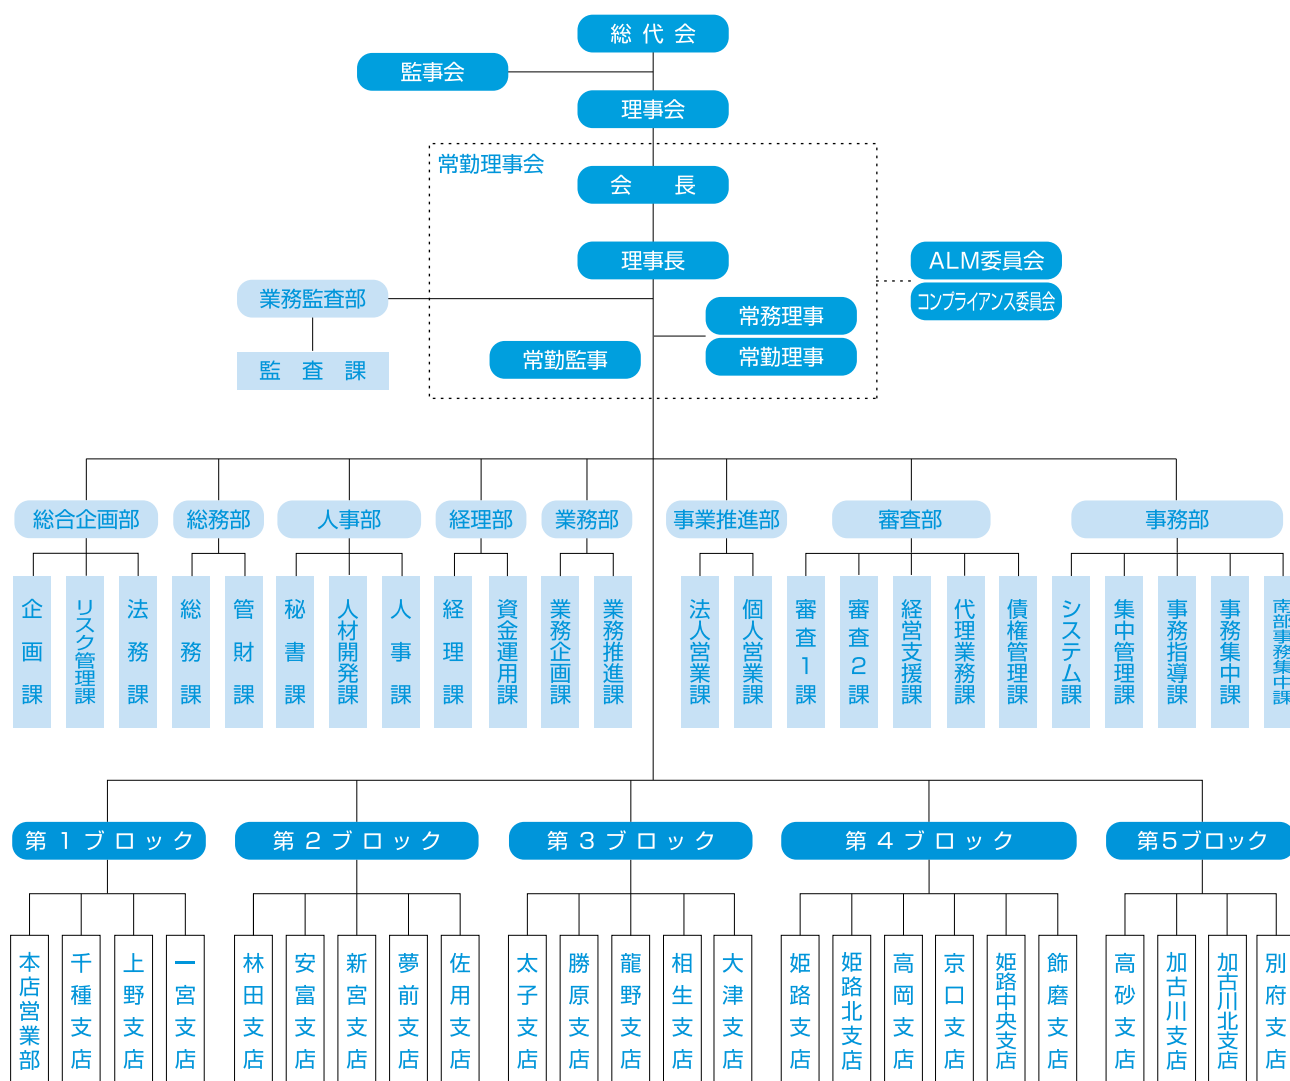 総代会
監事会
理事会
常勤理事会
会長
理事長
ALM委員会
コンプライアンス委員会
業務監査部
常務理事
常勤監事
常勤理事
監査課
総合企画部
総務部
人事部
経理部
業務部
事業推進部
審査部
事務部
企画課
リスク管理課
法務課
総務課
管財課
秘書課
人材開発課
人事課
経理課
資金運用課
業務企画課
業務推進課
法人営業課
個人営業課
審査1課
審査2課
経営支援課
代理業務課
債権管理課
システム課
集中管理課
事務指導課
事務集中課
南部事務集中課
第1ブロック
第2ブロック
第3ブロック
第4ブロック
第5ブロック
本店営業部
千種支店
上野支店
一宮支店
林田支店
安富支店
新宮支店
夢前支店
佐用支店
太子支店
勝原支店
龍野支店
相生支店
大津支店
姫路支店
姫路北支店
高岡支店
京口支店
姫路中央支店
飾磨支店
高砂支店
加古川支店
加古川北支店
別府支店